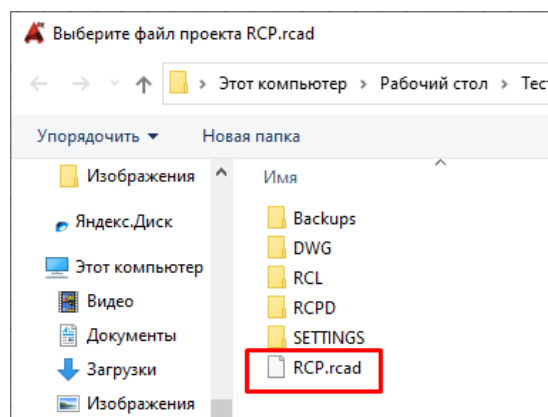 Выберите файл проекта RCP.rcad
Этот компьютер > Рабочий стол > Тес
Упорядочить Новая папка
Изображения
Яндекс.Диск
Этот компьютер
Видео
Документы
Загрузки
Изображения
Имя
Backups
DWG
RCL
RCPD
SETTINGS
RCP.rcad